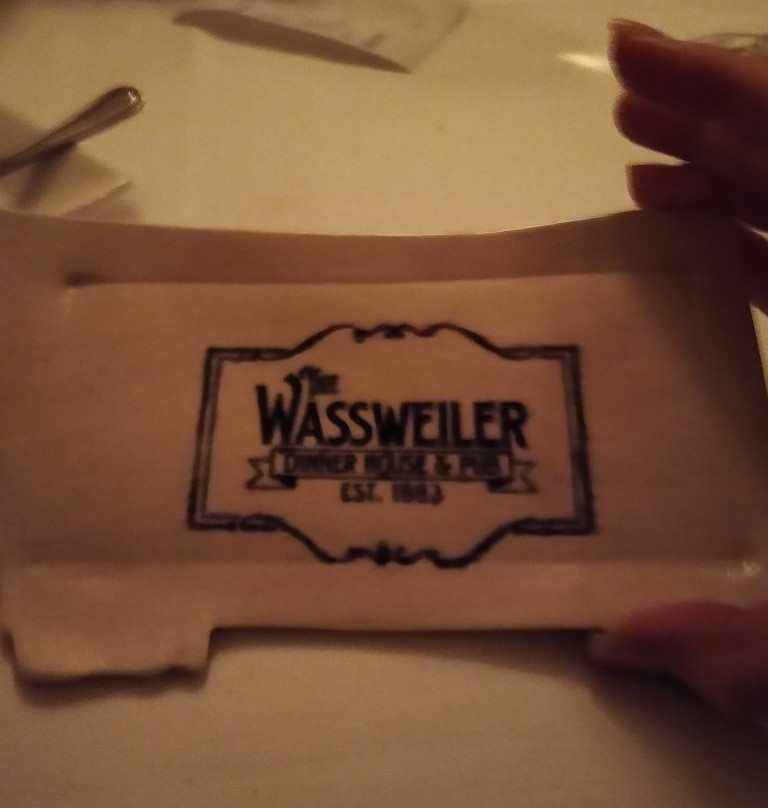 The
WASSWEILER
DINNER HOUSE & PUB
EST. 1883